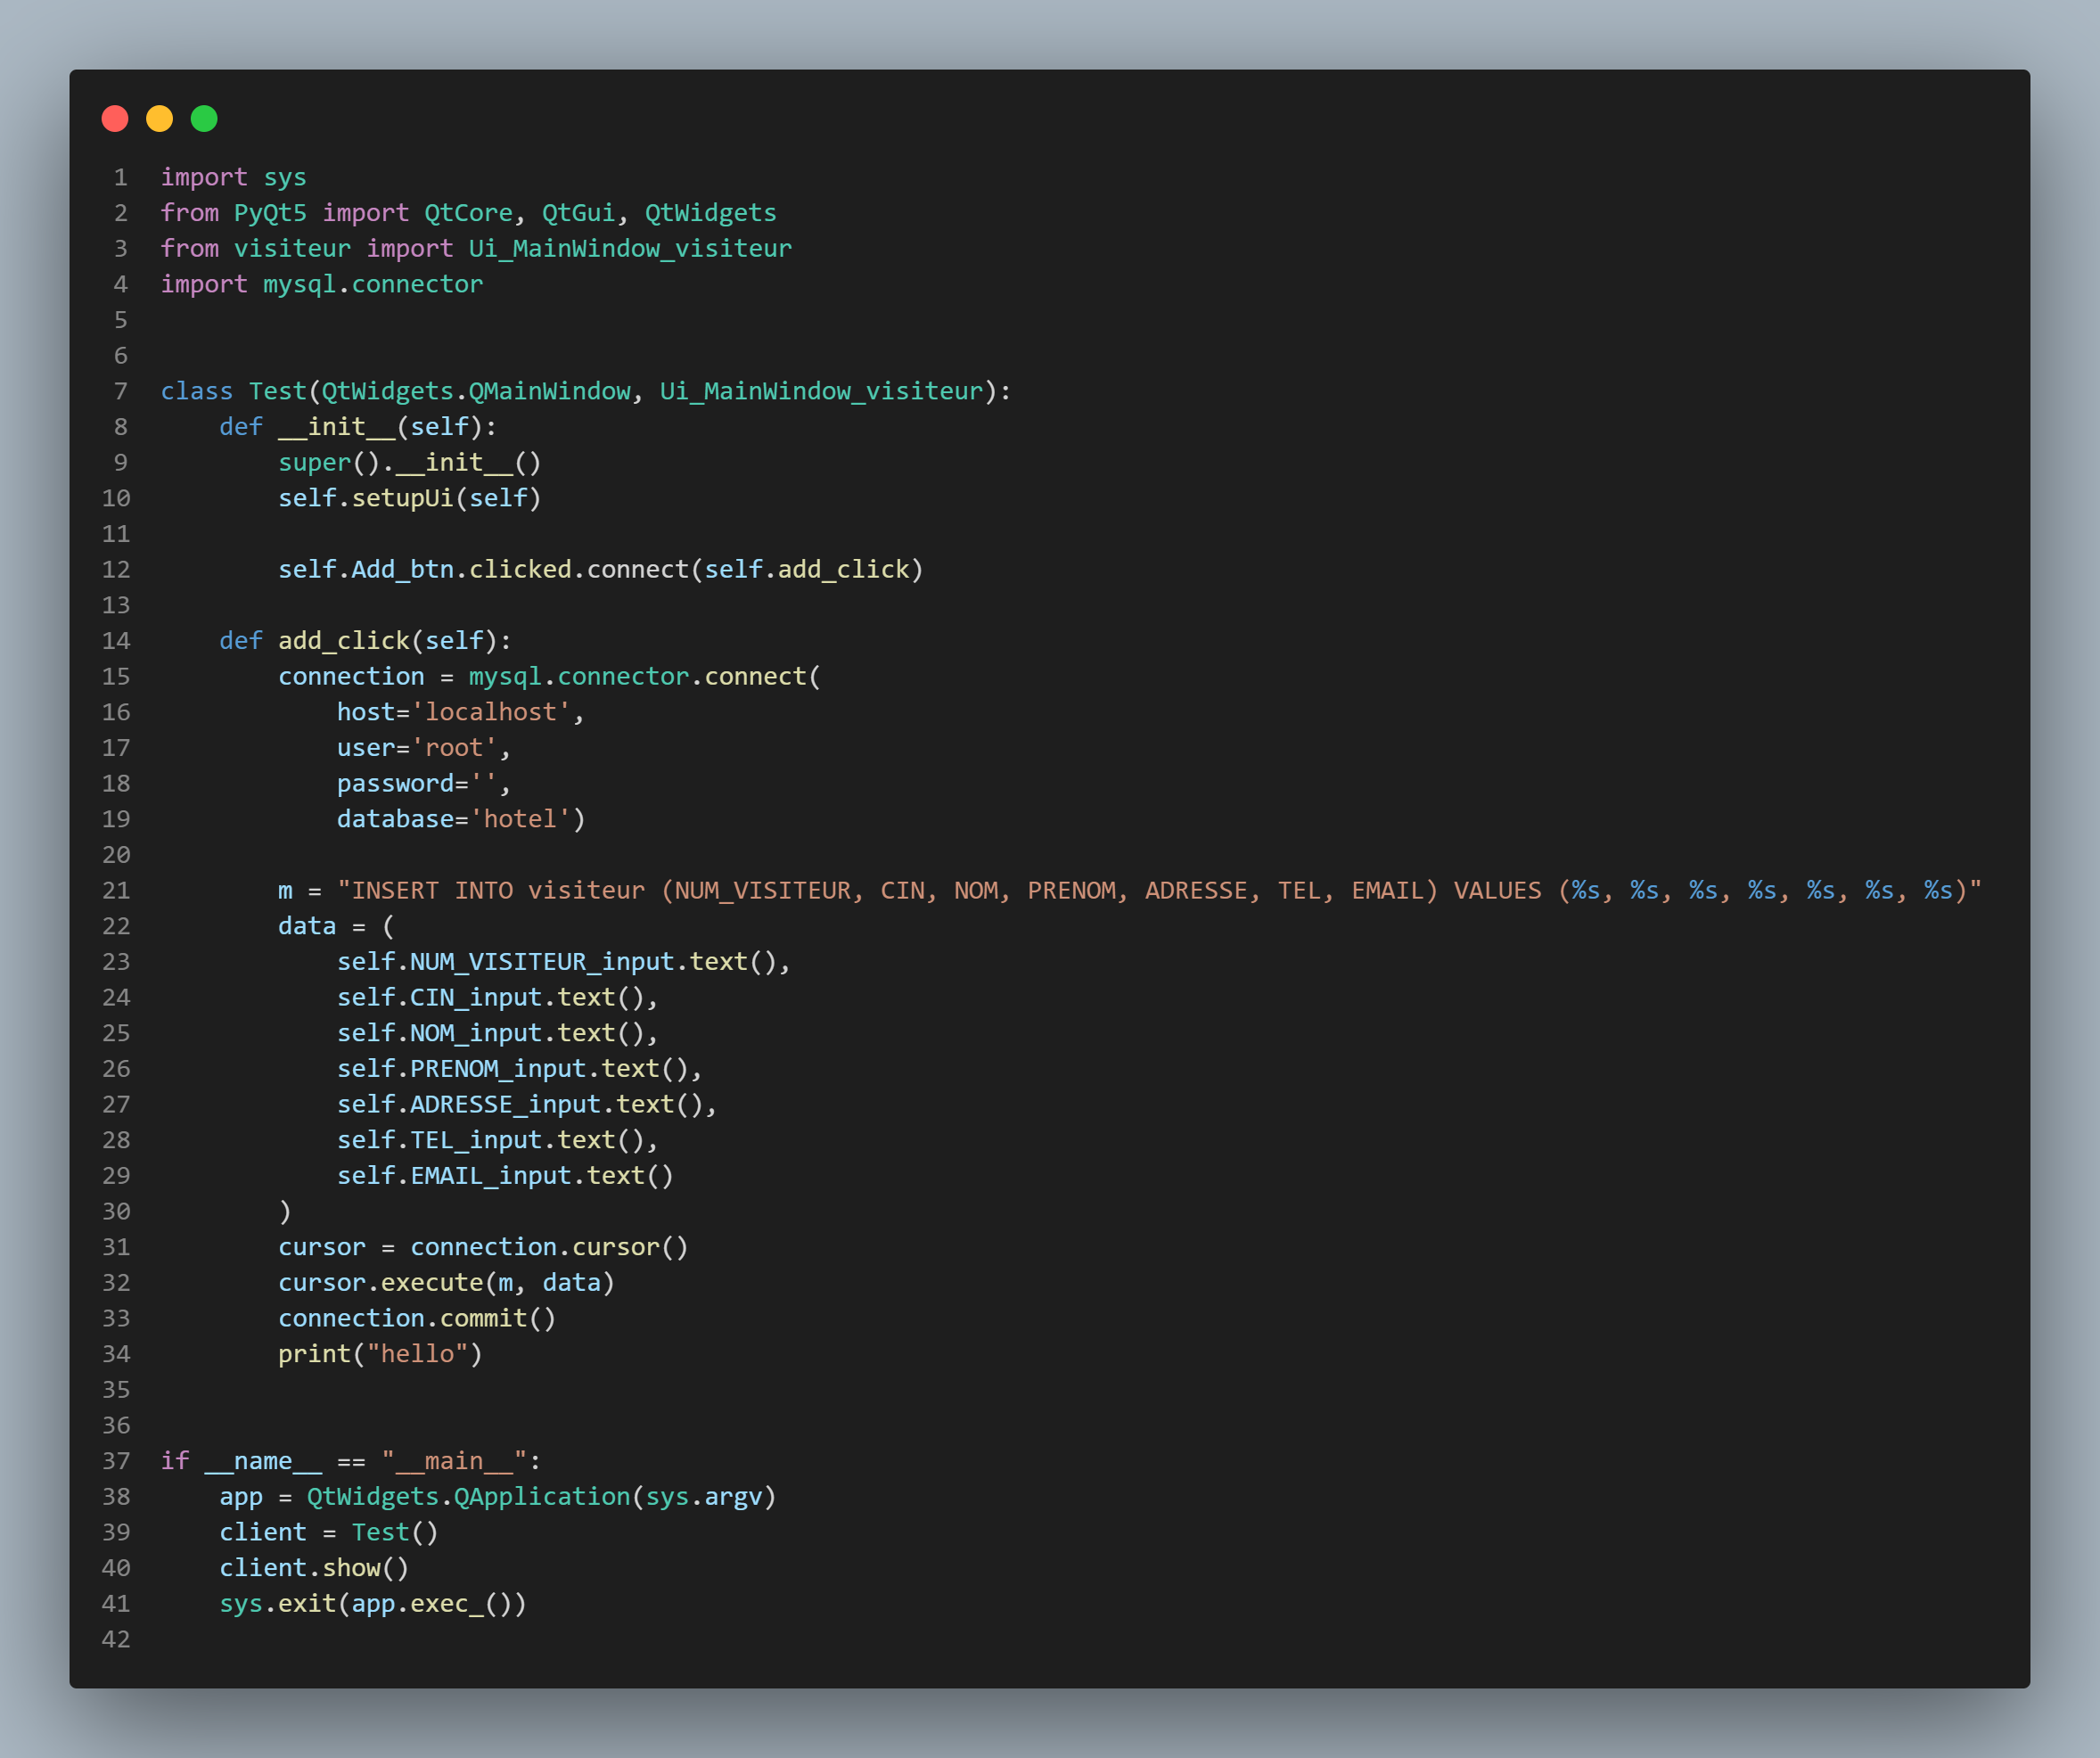 1 import sys
2 from PyQt5 import QtCore, QtGui, QtWidgets
3 from visiteur import Ui_MainWindow_visiteur
4 import mysql.connector
5
6
7 class Test(QtWidgets.QMainWindow, Ui_MainWindow_visiteur):
8     def __init__(self):
9         super().__init__()
10         self.setupUi(self)
11
12         self.Add_btn.clicked.connect(self.add_click)
13
14     def add_click(self):
15         connection = mysql.connector.connect(
16             host='localhost',
17             user='root',
18             password='',
19             database='hotel')
20
21         m = "INSERT INTO visiteur (NUM_VISITEUR, CIN, NOM, PRENOM, ADRESSE, TEL, EMAIL) VALUES (%s, %s, %s, %s, %s, %s, %s)"
22         data = (
23             self.NUM_VISITEUR_input.text(),
24             self.CIN_input.text(),
25             self.NOM_input.text(),
26             self.PRENOM_input.text(),
27             self.ADRESSE_input.text(),
28             self.TEL_input.text(),
29             self.EMAIL_input.text()
30         )
31         cursor = connection.cursor()
32         cursor.execute(m, data)
33         connection.commit()
34         print("hello")
35
36
37 if __name__ == "__main__":
38     app = QtWidgets.QApplication(sys.argv)
39     client = Test()
40     client.show()
41     sys.exit(app.exec_())
42